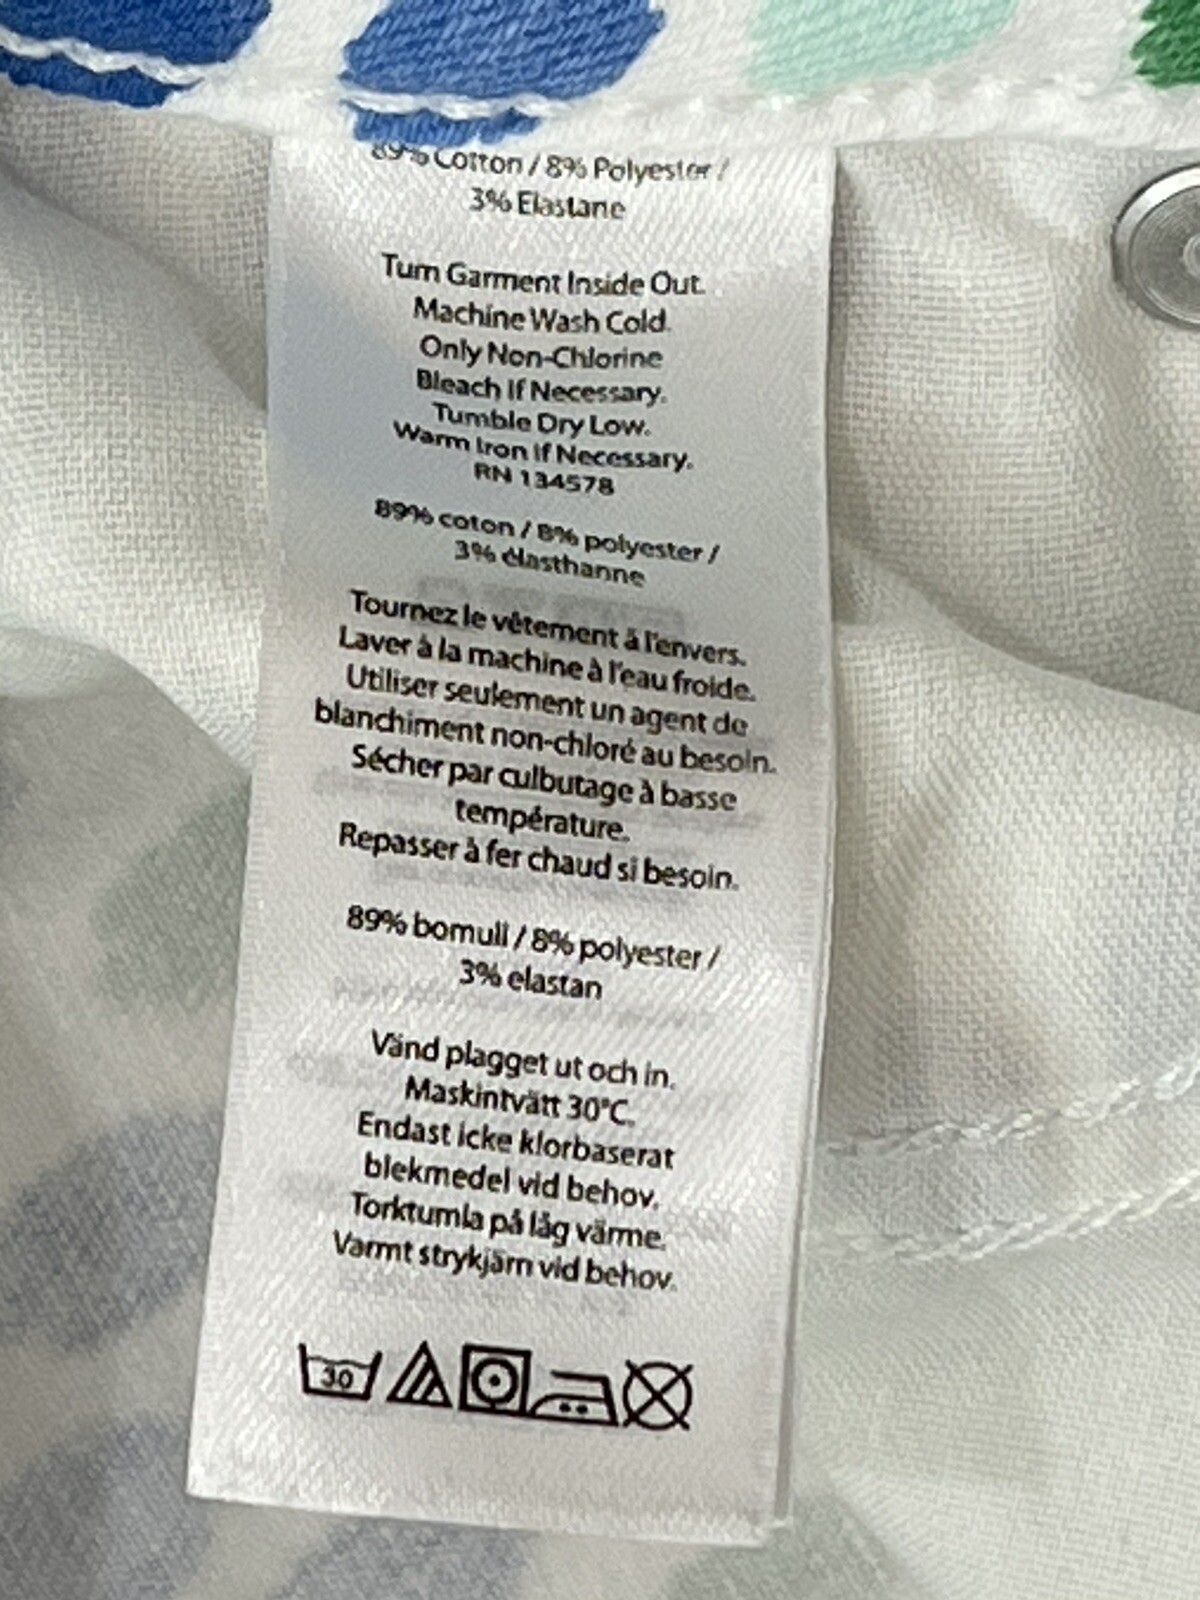 89% Cotton / 8% Polyester /
3% Elastane
Turn Garment Inside Out.
Machine Wash Cold.
Only Non-Chlorine
Bleach If Necessary.
Tumble Dry Low.
Warm Iron If Necessary.
RN 134578
89% coton / 8% polyester /
3% élasthanne
Tournez le vêtement à l'envers.
Laver à la machine à l'eau froide.
Utiliser seulement un agent de
blanchiment non-chloré au besoin.
Sécher par culbutage à basse
température.
Repasser à fer chaud si besoin.
89% bomull / 8% polyester /
3% elastan
Vänd plagget ut och in.
Maskintvätt 30°C.
Endast icke klorbaserat
blekmedel vid behov.
Torktumla på låg värme.
Varmt strykjärn vid behov.
30